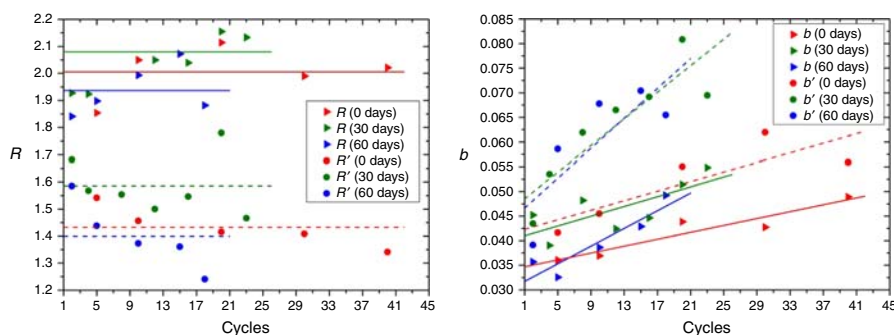 2.2
2.1
2.0
1.9
1.8
1.7
1.6
1.5
1.4
1.3
1.2
R
R (0 days)
R (30 days)
R (60 days)
R′ (0 days)
R′ (30 days)
R′ (60 days)
1 5 9 13 17 21 25 29 33 37 41 45
Cycles
0.085
0.080
0.075
0.070
0.065
0.060
0.055
0.050
0.045
0.040
0.035
0.030
b
b (0 days)
b (30 days)
b (60 days)
b′ (0 days)
b′ (30 days)
b′ (60 days)
1 5 9 13 17 21 25 29 33 37 41 45
Cycles